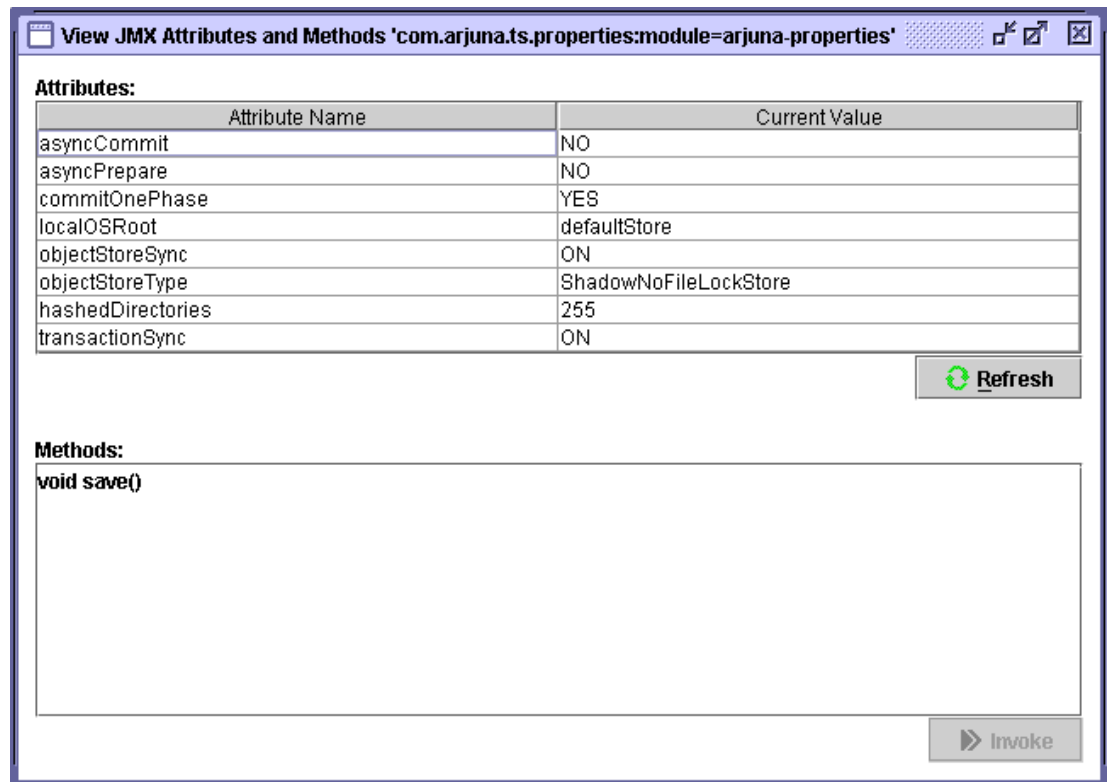 View JMX Attributes and Methods 'com.arjuna.ts.properties:module=arjuna-properties'
Attributes:
Attribute Name Current Value
asyncCommit NO
asyncPrepare NO
commitOnePhase YES
localOSRoot defaultStore
objectStoreSync ON
objectStoreType ShadowNoFileLockStore
hashedDirectories 255
transactionSync ON
Refresh
Methods:
void save()
Invoke